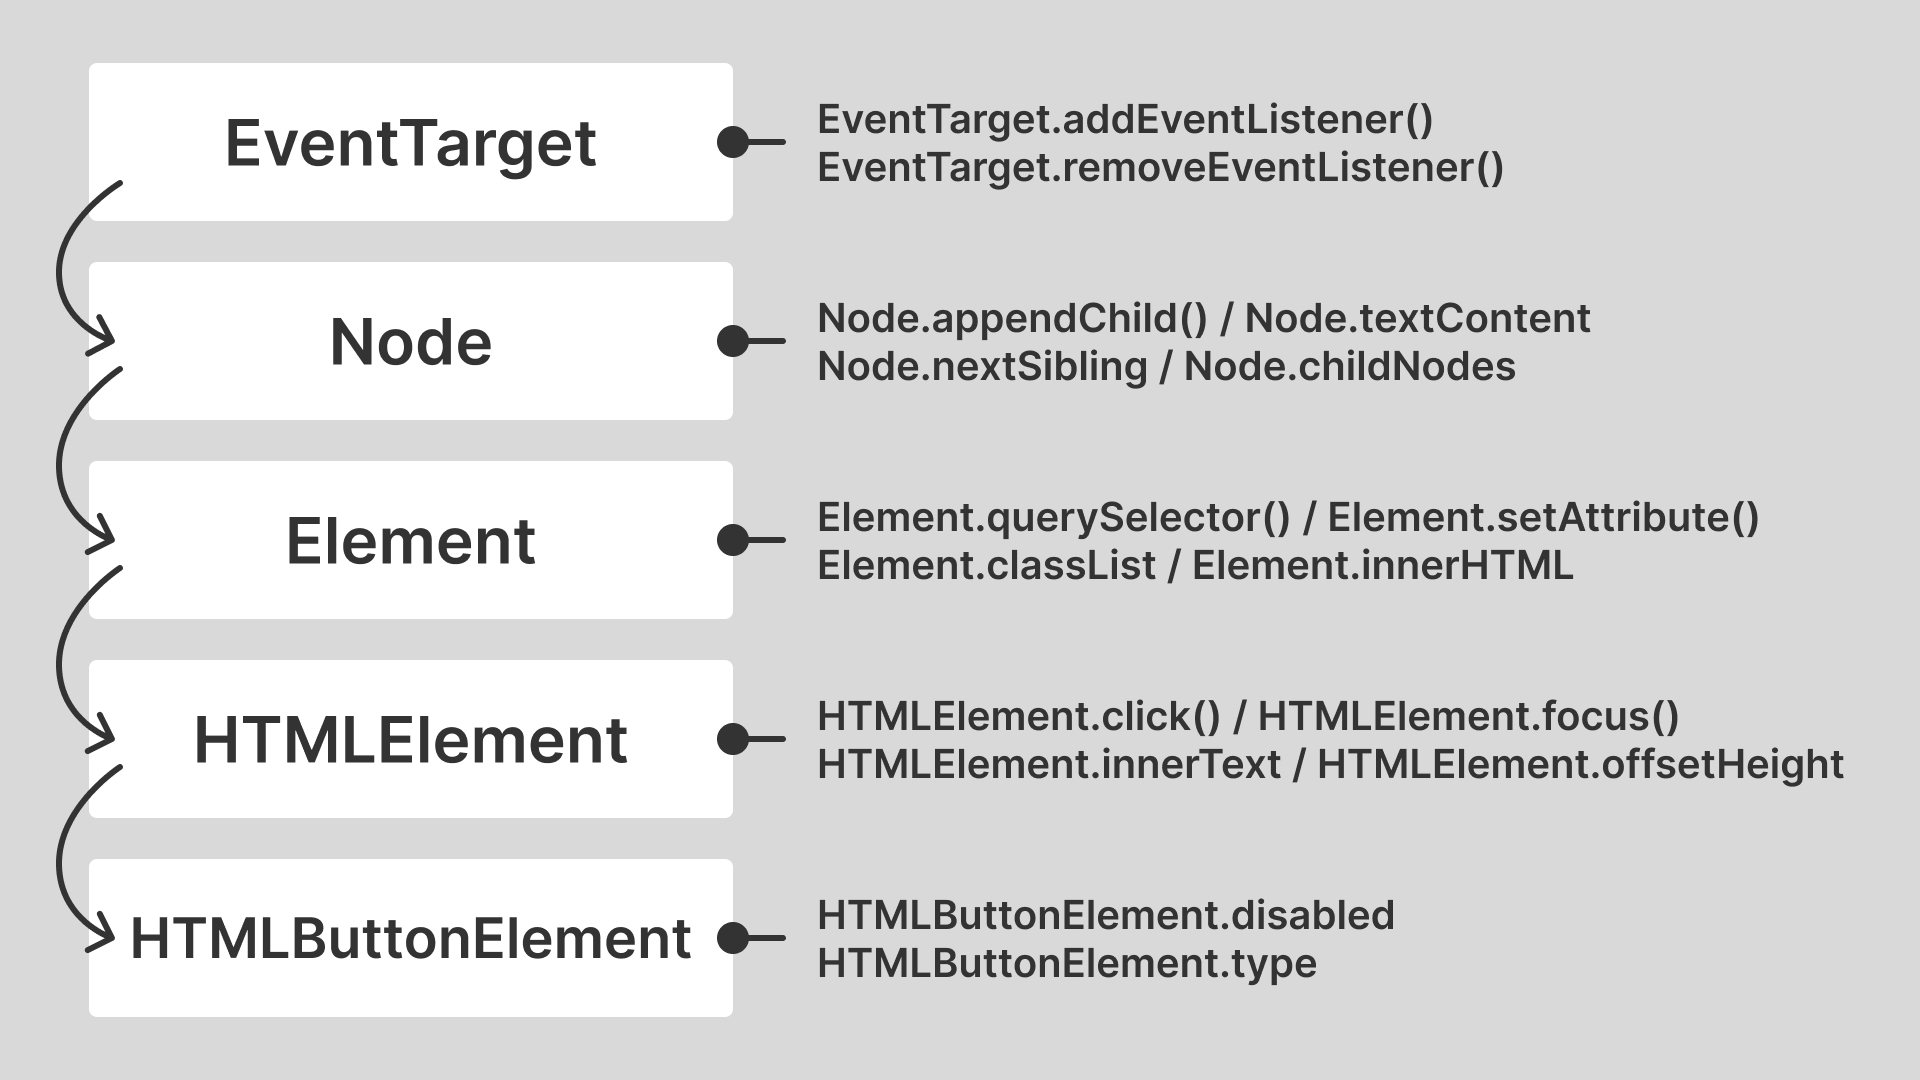 EventTarget
EventTarget.addEventListener()
EventTarget.removeEventListener()
Node
Node.appendChild() / Node.textContent
Node.nextSibling / Node.childNodes
Element
Element.querySelector() / Element.setAttribute()
Element.classList / Element.innerHTML
HTMLElement
HTMLElement.click() / HTMLElement.focus()
HTMLElement.innerText / HTMLElement.offsetHeight
HTMLButtonElement
HTMLButtonElement.disabled
HTMLButtonElement.type